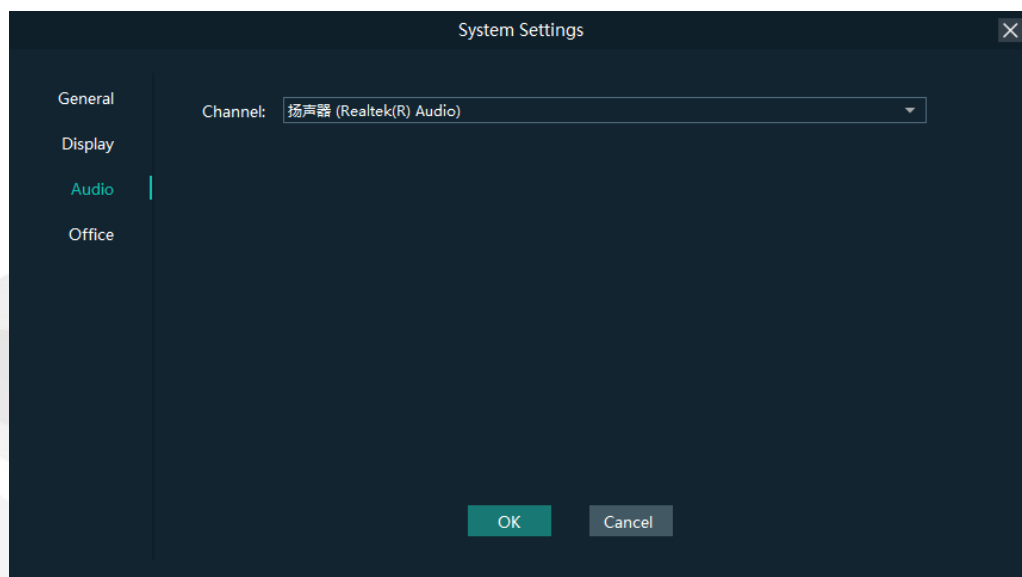 System Settings
General
Channel: 扬声器 (Realtek(R) Audio)
Display
Audio
Office
OK Cancel